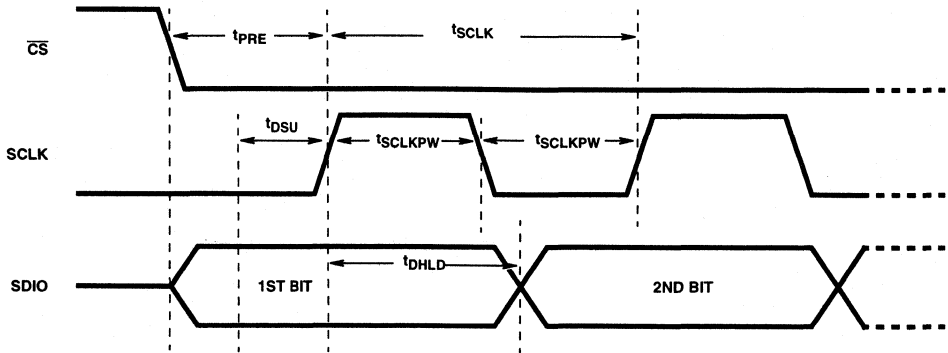 CS
tPRE
tSCLK
SCLK
tDSU
tSCLKPW
tSCLKPW
SDIO
1ST BIT
tDHLD
2ND BIT